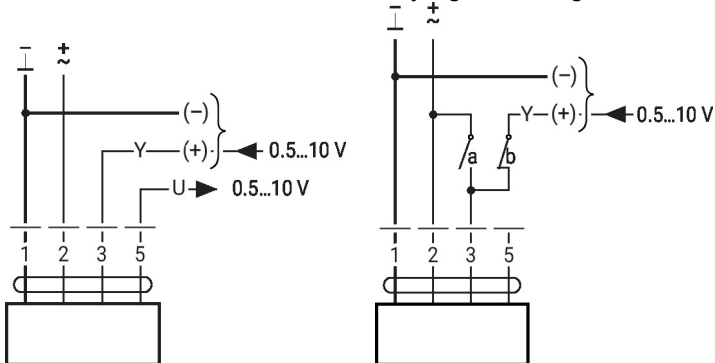 – +
⊥ ~
(–)
Y (+) 0.5...10 V
U 0.5...10 V
1 2 3 5
– +
⊥ ~
(–)
Y (+) 0.5...10 V
a b
1 2 3 5